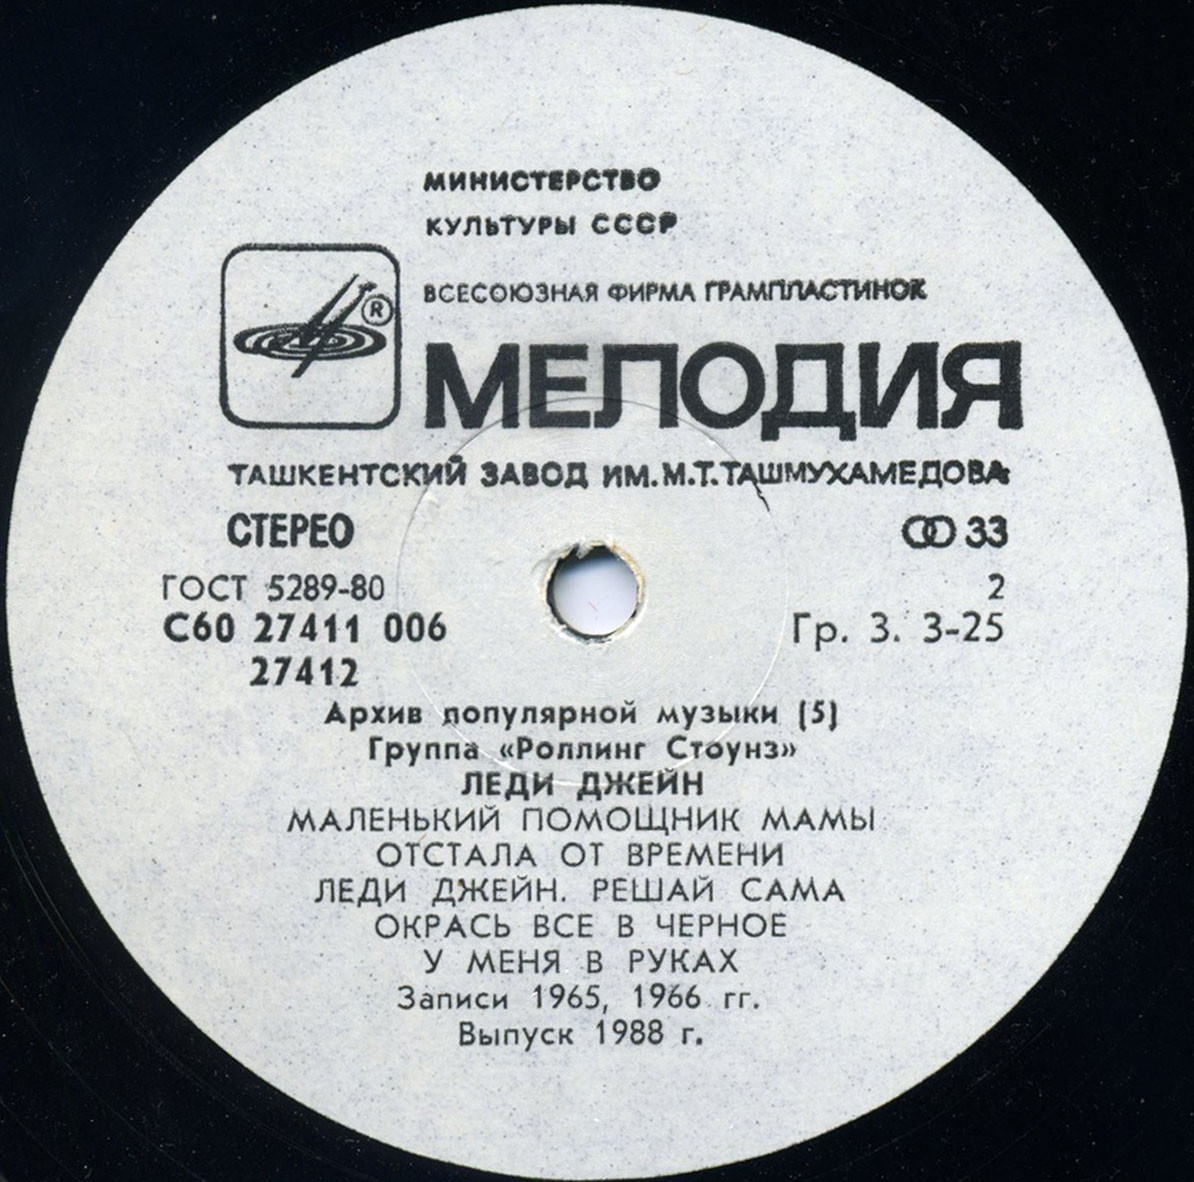 МИНИСТЕРСТВО
КУЛЬТУРЫ СССР
ВСЕСОЮЗНАЯ ФИРМА ГРАМПЛАСТИНОК
®
МЕЛОДИЯ
ТАШКЕНТСКИЙ ЗАВОД ИМ. М.Т. ТАШМУХАМЕДОВА
СТЕРЕО 33
ГОСТ 5289-80 2
С60 27411 006 Гр. 3. 3-25
27412
Архив популярной музыки (5)
Группа «Роллинг Стоунз»
ЛЕДИ ДЖЕЙН
МАЛЕНЬКИЙ ПОМОЩНИК МАМЫ
ОТСТАЛА ОТ ВРЕМЕНИ
ЛЕДИ ДЖЕЙН. РЕШАЙ САМА
ОКРАСЬ ВСЕ В ЧЕРНОЕ
У МЕНЯ В РУКАХ
Записи 1965, 1966 гг.
Выпуск 1988 г.